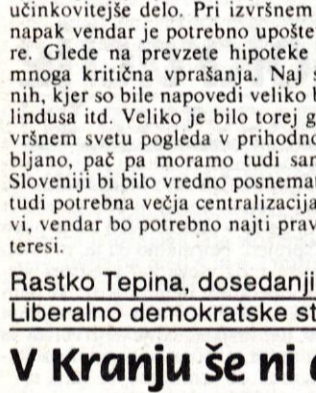 učinkovitejše delo. Pri izvršnem
napak vendar je potrebno upošte
re. Glede na prevzete hipoteke
mnoga kritična vprašanja. Naj s
nih, kjer so bile napovedi veliko b
lindusa itd. Veliko je bilo torej g
vršnem svetu pogleda v prihodno
bljano, pač pa moramo tudi sar
Sloveniji bi bilo vredno posnema
tudi potrebna večja centralizacija
vi, vendar bo potrebno najti prav
teresi.
Rastko Tepina, dosedanji
Liberalno demokratske st
V Kranju še ni